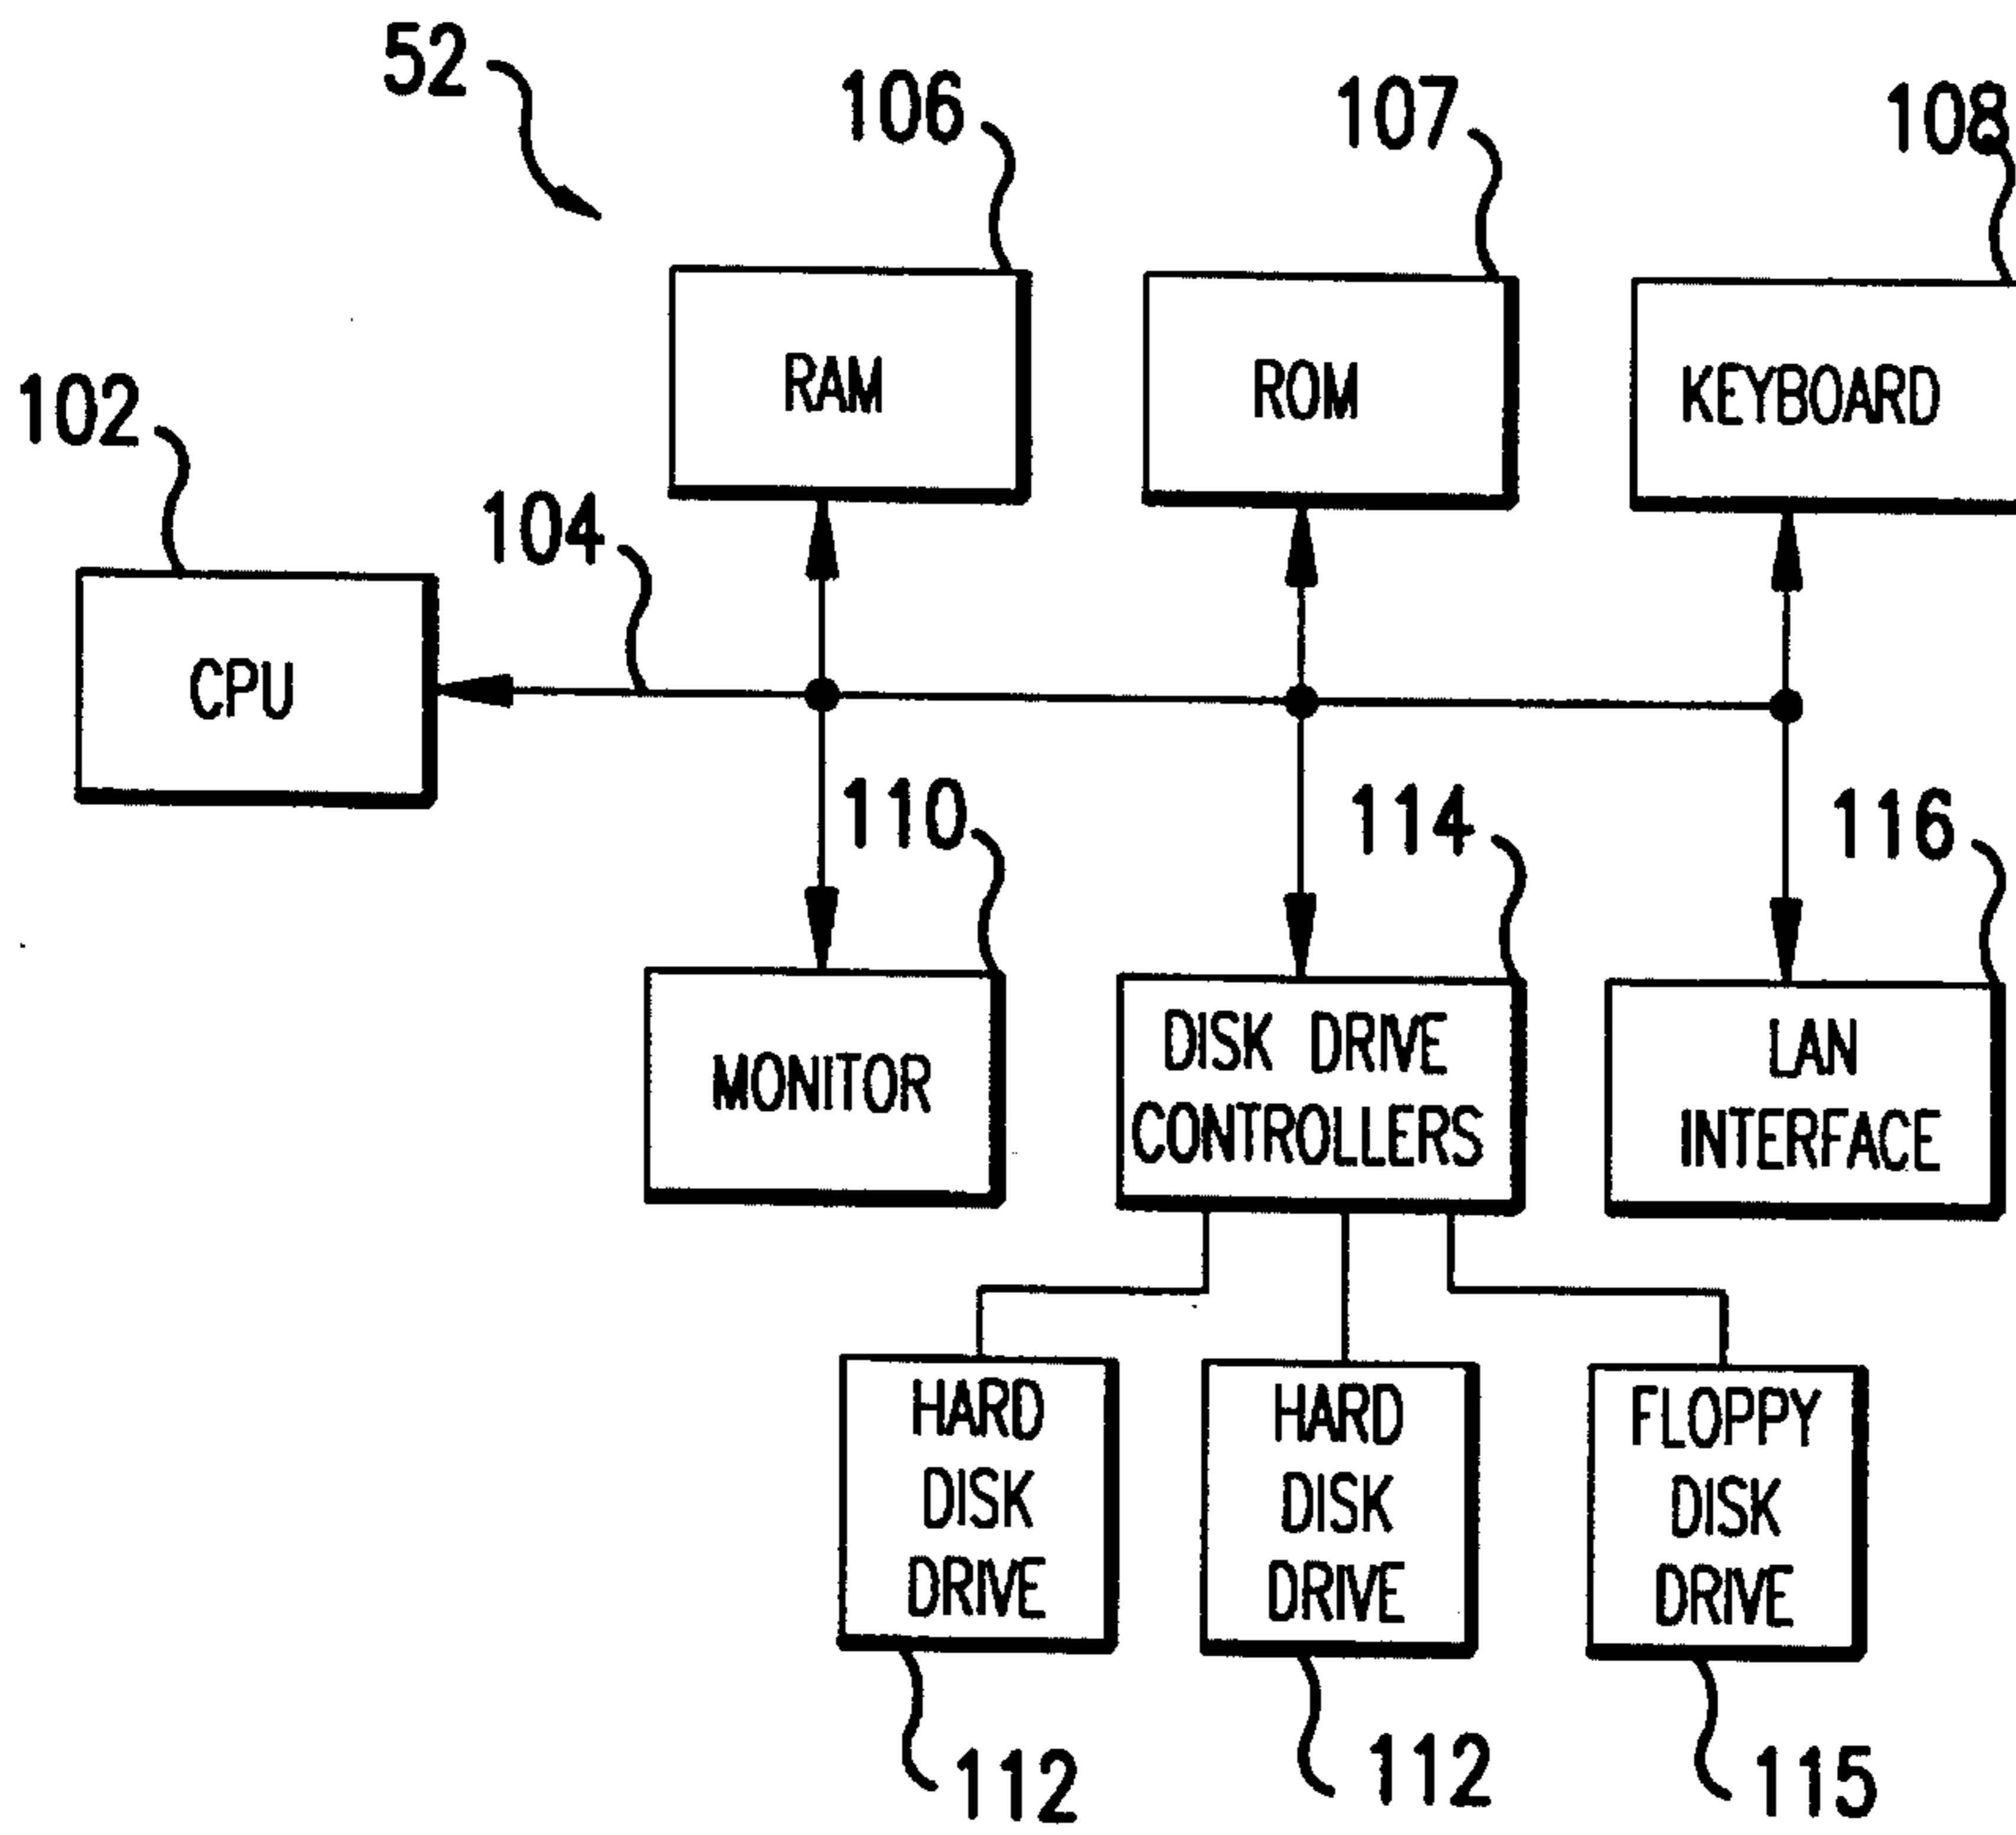 52
106
107
108
RAM
ROM
KEYBOARD
102
104
CPU
110
114
116
MONITOR
DISK DRIVE
CONTROLLERS
LAN
INTERFACE
HARD
DISK
DRIVE
HARD
DISK
DRIVE
FLOPPY
DISK
DRIVE
112
112
115